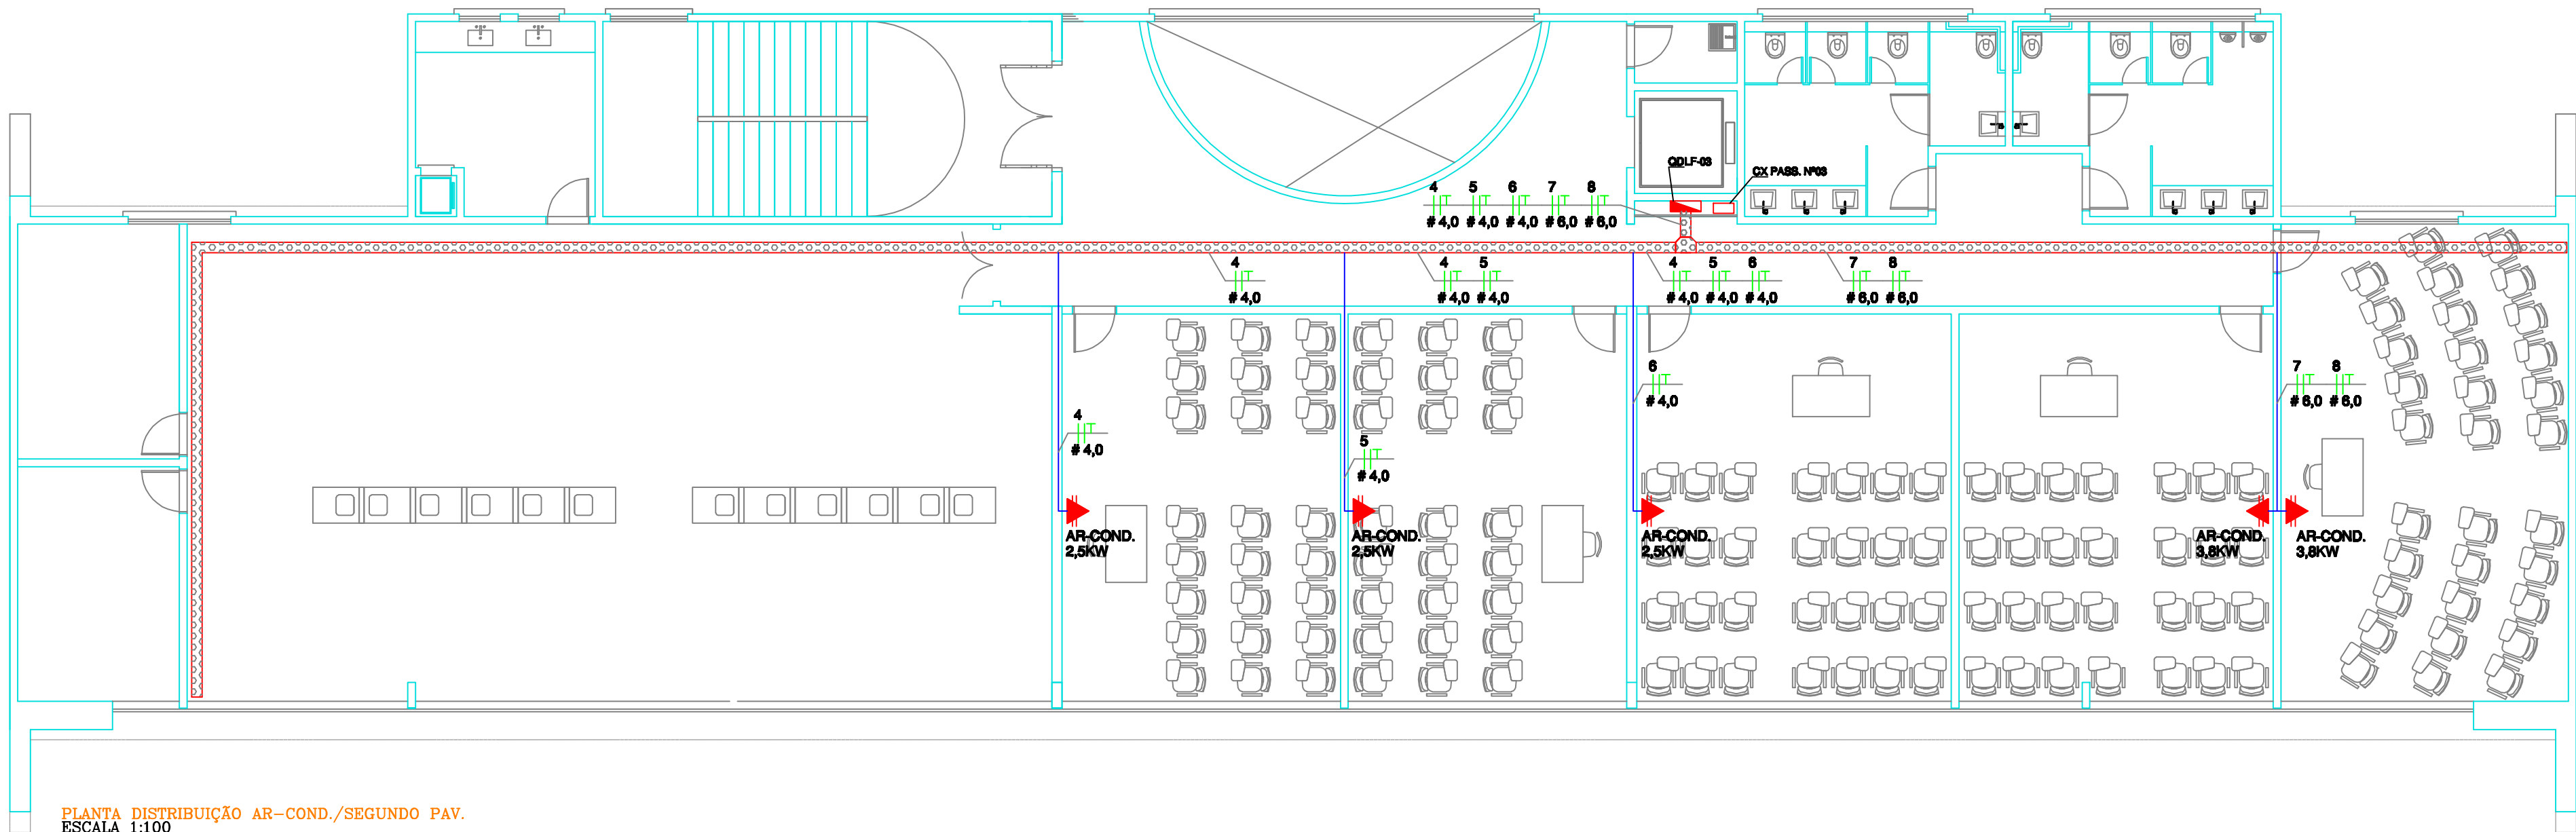 QDLF-03
CX PASS. Nº03
4 5 6 7 8
T T T T T
# 4,0 # 4,0 # 4,0 # 6,0 # 6,0
4
T
# 4,0
4 5
T T
# 4,0 # 4,0
4 5 6
T T T
# 4,0 # 4,0 # 4,0
7 8
T T
# 6,0 # 6,0
4
T
# 4,0
5
T
# 4,0
6
T
# 4,0
7 8
T T
# 6,0 # 6,0
AR-COND.
2,5KW
AR-COND.
2,5KW
AR-COND.
2,5KW
AR-COND.
3,8KW
AR-COND.
3,8KW
PLANTA DISTRIBUIÇÃO AR-COND./SEGUNDO PAV.
ESCALA 1:100